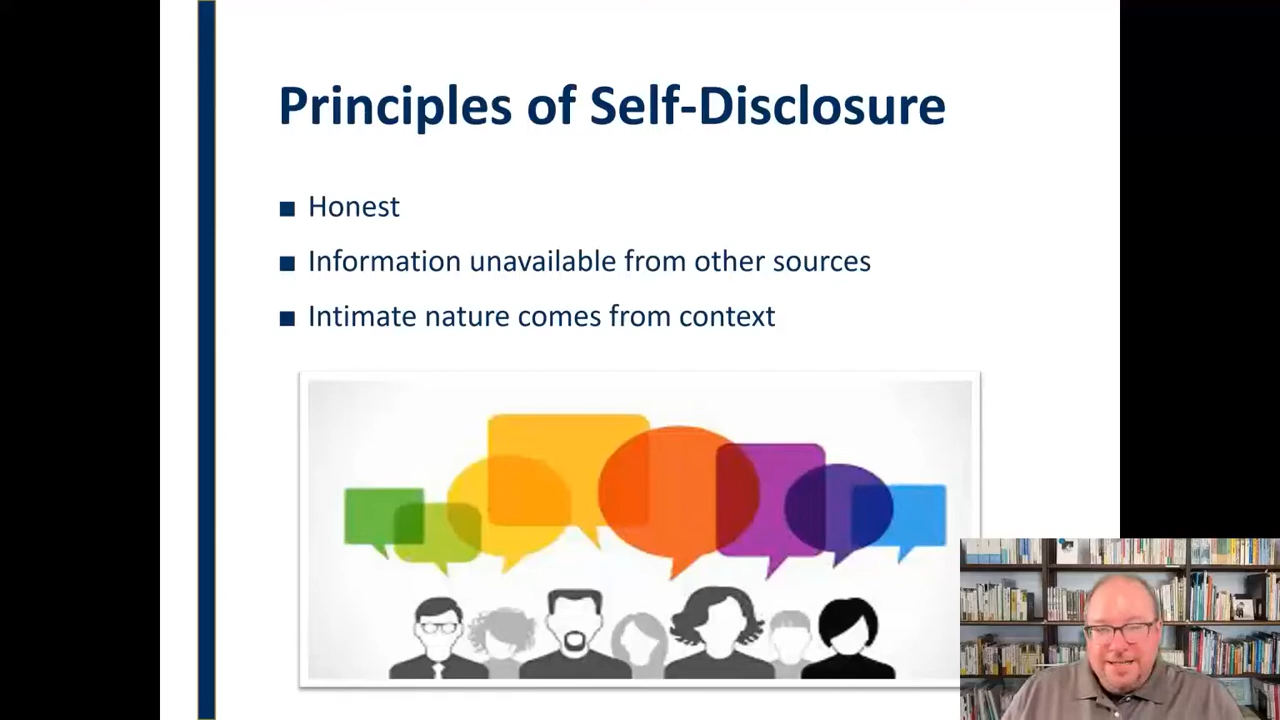 Principles of Self-Disclosure
■ Honest
■ Information unavailable from other sources
■ Intimate nature comes from context